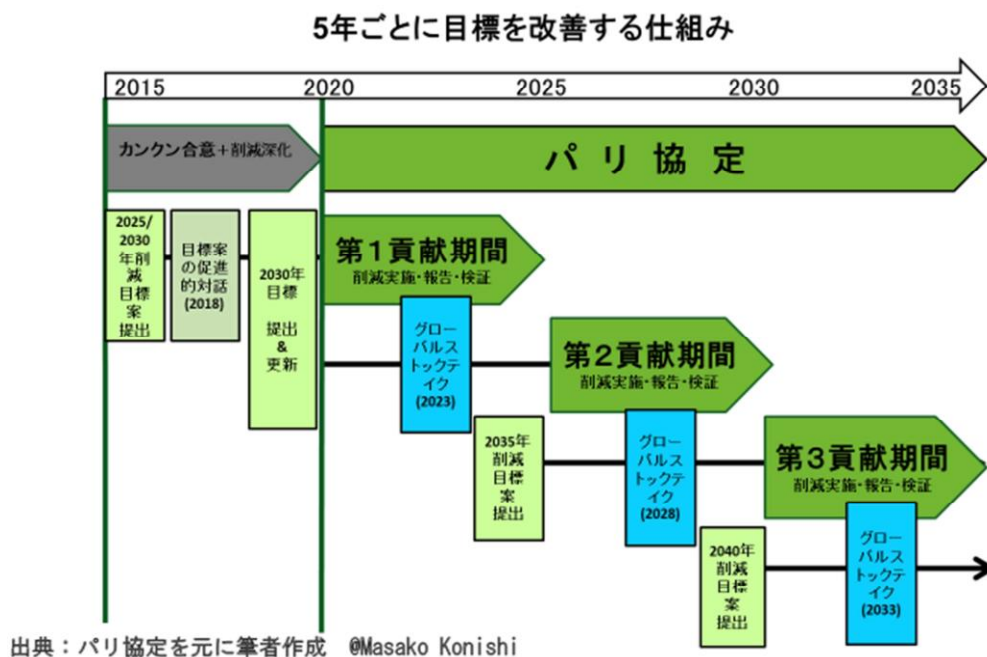 5年ごとに目標を改善する仕組み
2015
2020
2025
2030
2035
カンクン合意＋削減深化
パリ協定
2025/
2030
年削
減
目標
案
提出
目標案
の促進
的対話
(2018)
2030年
目標
提出
&
更新
第1貢献期間
削減実施・報告・検証
グロー
バルス
トックテ
イク
(2023)
第2貢献期間
削減実施・報告・検証
2035年
削減
目標
案
提出
グロー
バルス
トックテ
イク
(2028)
第3貢献期間
削減実施・報告・検証
2040年
削減
目標
案
提出
グロー
バルス
トックテ
イク
(2033)
出典：パリ協定を元に筆者作成　@Masako Konishi